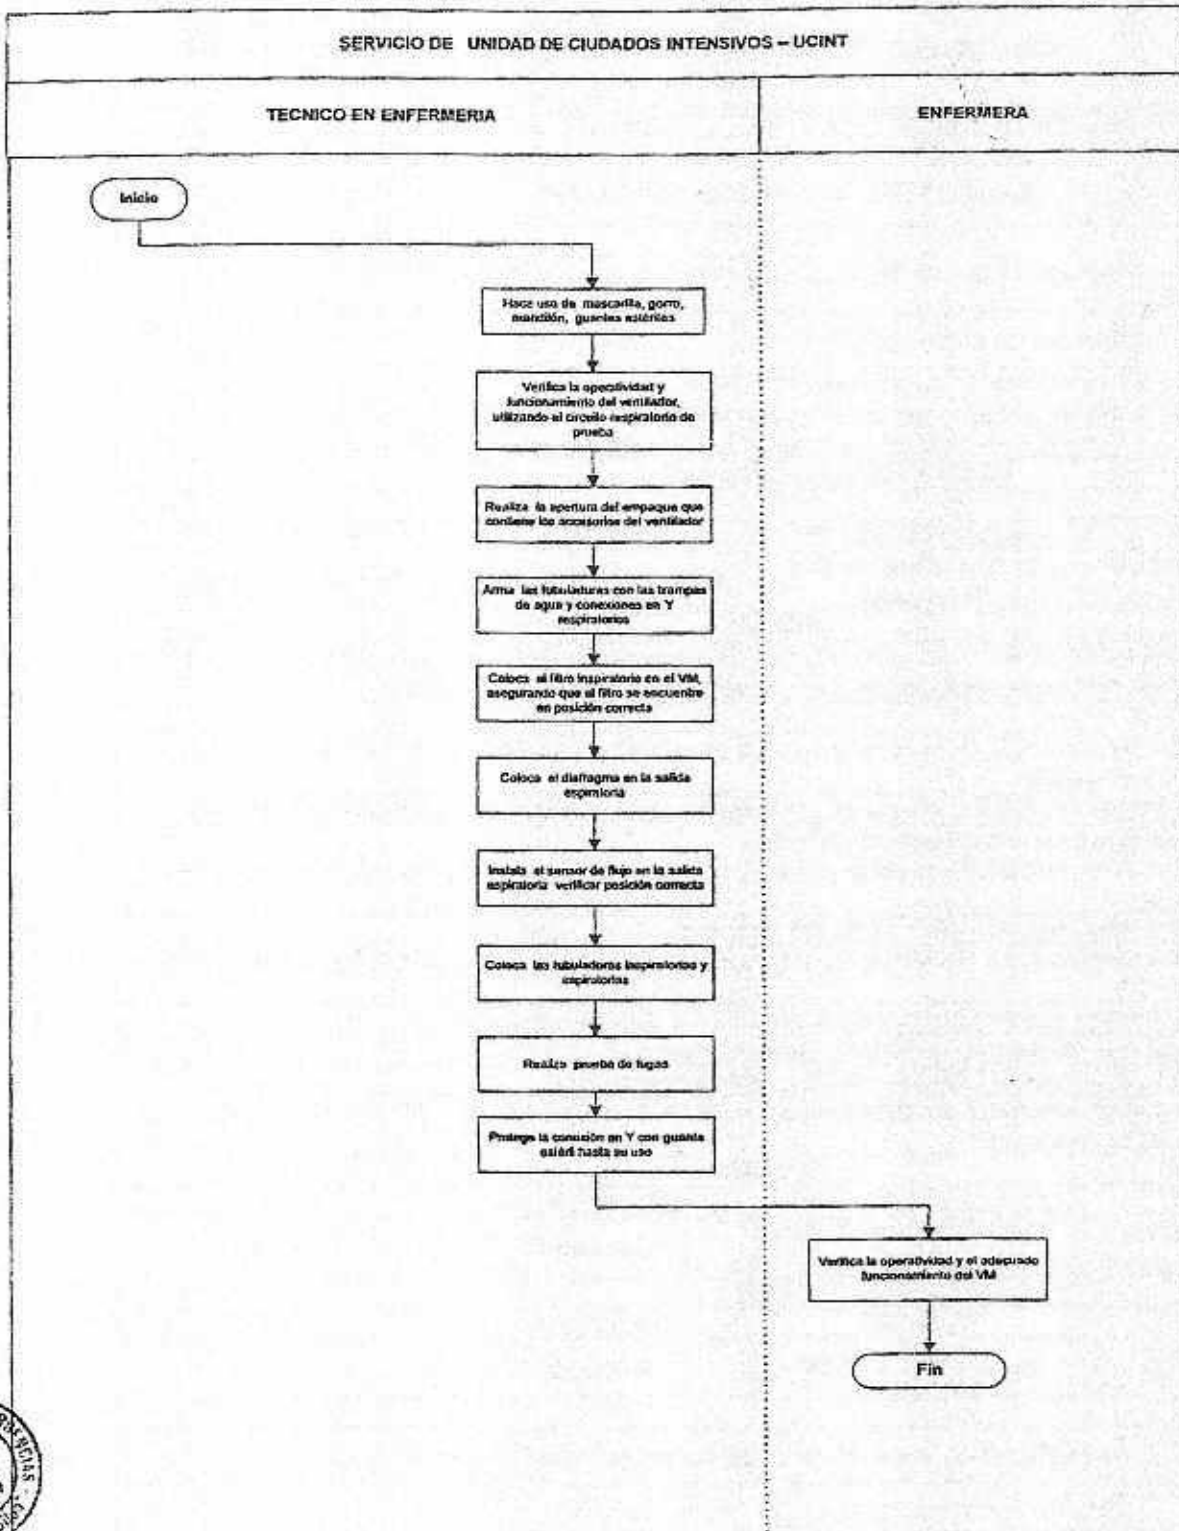 SERVICIO DE UNIDAD DE CIUDADOS INTENSIVOS – UCINT
TECNICO EN ENFERMERIA
ENFERMERA
Inicio
Hace uso de mascarilla, gorro,
mandilón, guantes estériles
Verifica la operatividad y
funcionamiento del ventilador,
utilizando el circuito respiratorio de
prueba
Realiza la apertura del empaque que
contiene los accesorios del ventilador
Arma las tubuladuras con las trampas
de agua y conexiones en Y
respiratorios
Coloca el filtro inspiratorio en el VM,
asegurando que el filtro se encuentre
en posición correcta
Coloca el diafragma en la salida
espiratoria
Instala el sensor de flujo en la salida
espiratoria verificar posición correcta
Coloca las tubuladoras inspiratorios y
espiratorios
Realiza prueba de fugas
Protege la conexión en Y con guante
estéril hasta su uso
Verifica la operatividad y el adecuado
funcionamiento del VM
Fin